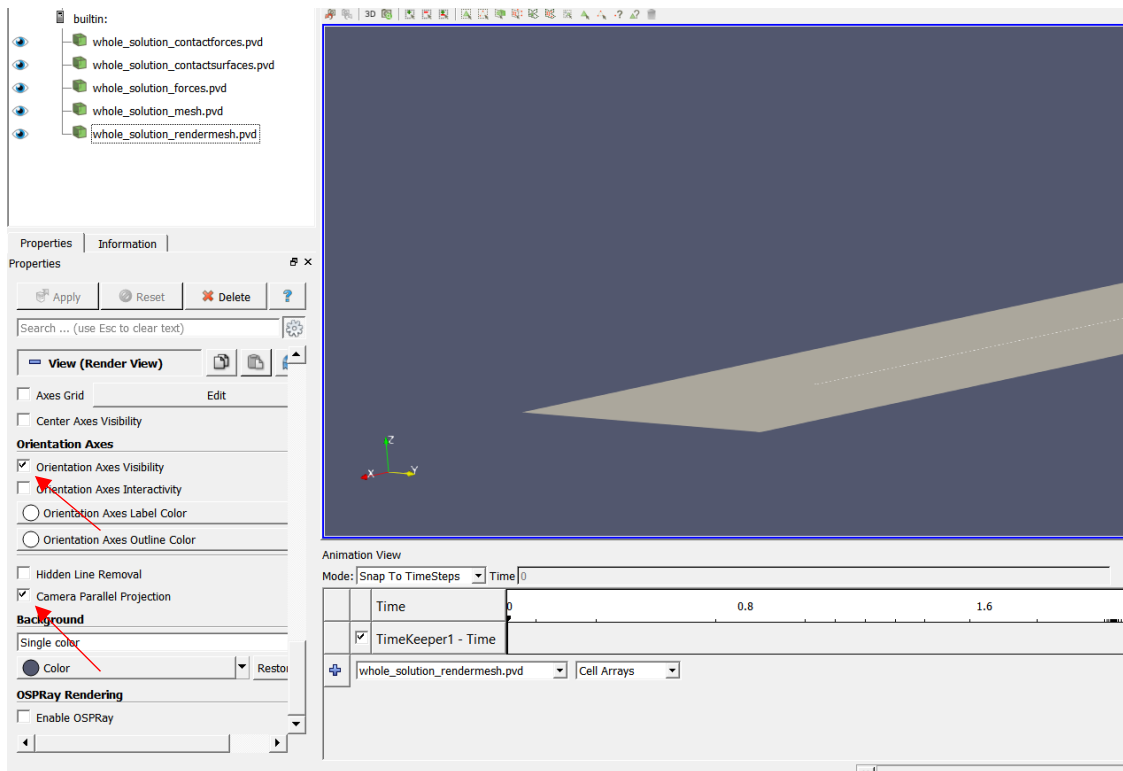 builtin:
whole_solution_contactforces.pvd
whole_solution_contactsurfaces.pvd
whole_solution_forces.pvd
whole_solution_mesh.pvd
whole_solution_rendermesh.pvd
Properties Information
Properties
Apply Reset Delete ?
Search ... (use Esc to clear text)
View (Render View)
Axes Grid Edit
Center Axes Visibility
Orientation Axes
Orientation Axes Visibility
Orientation Axes Interactivity
Orientation Axes Label Color
Orientation Axes Outline Color
Hidden Line Removal
Camera Parallel Projection
Background
Single color
Color Resto
OSPRay Rendering
Enable OSPRay
3D
Z
X Y
Animation View
Mode: Snap To TimeSteps Time 0
Time 0 0.8 1.6
TimeKeeper1 - Time
whole_solution_rendermesh.pvd Cell Arrays